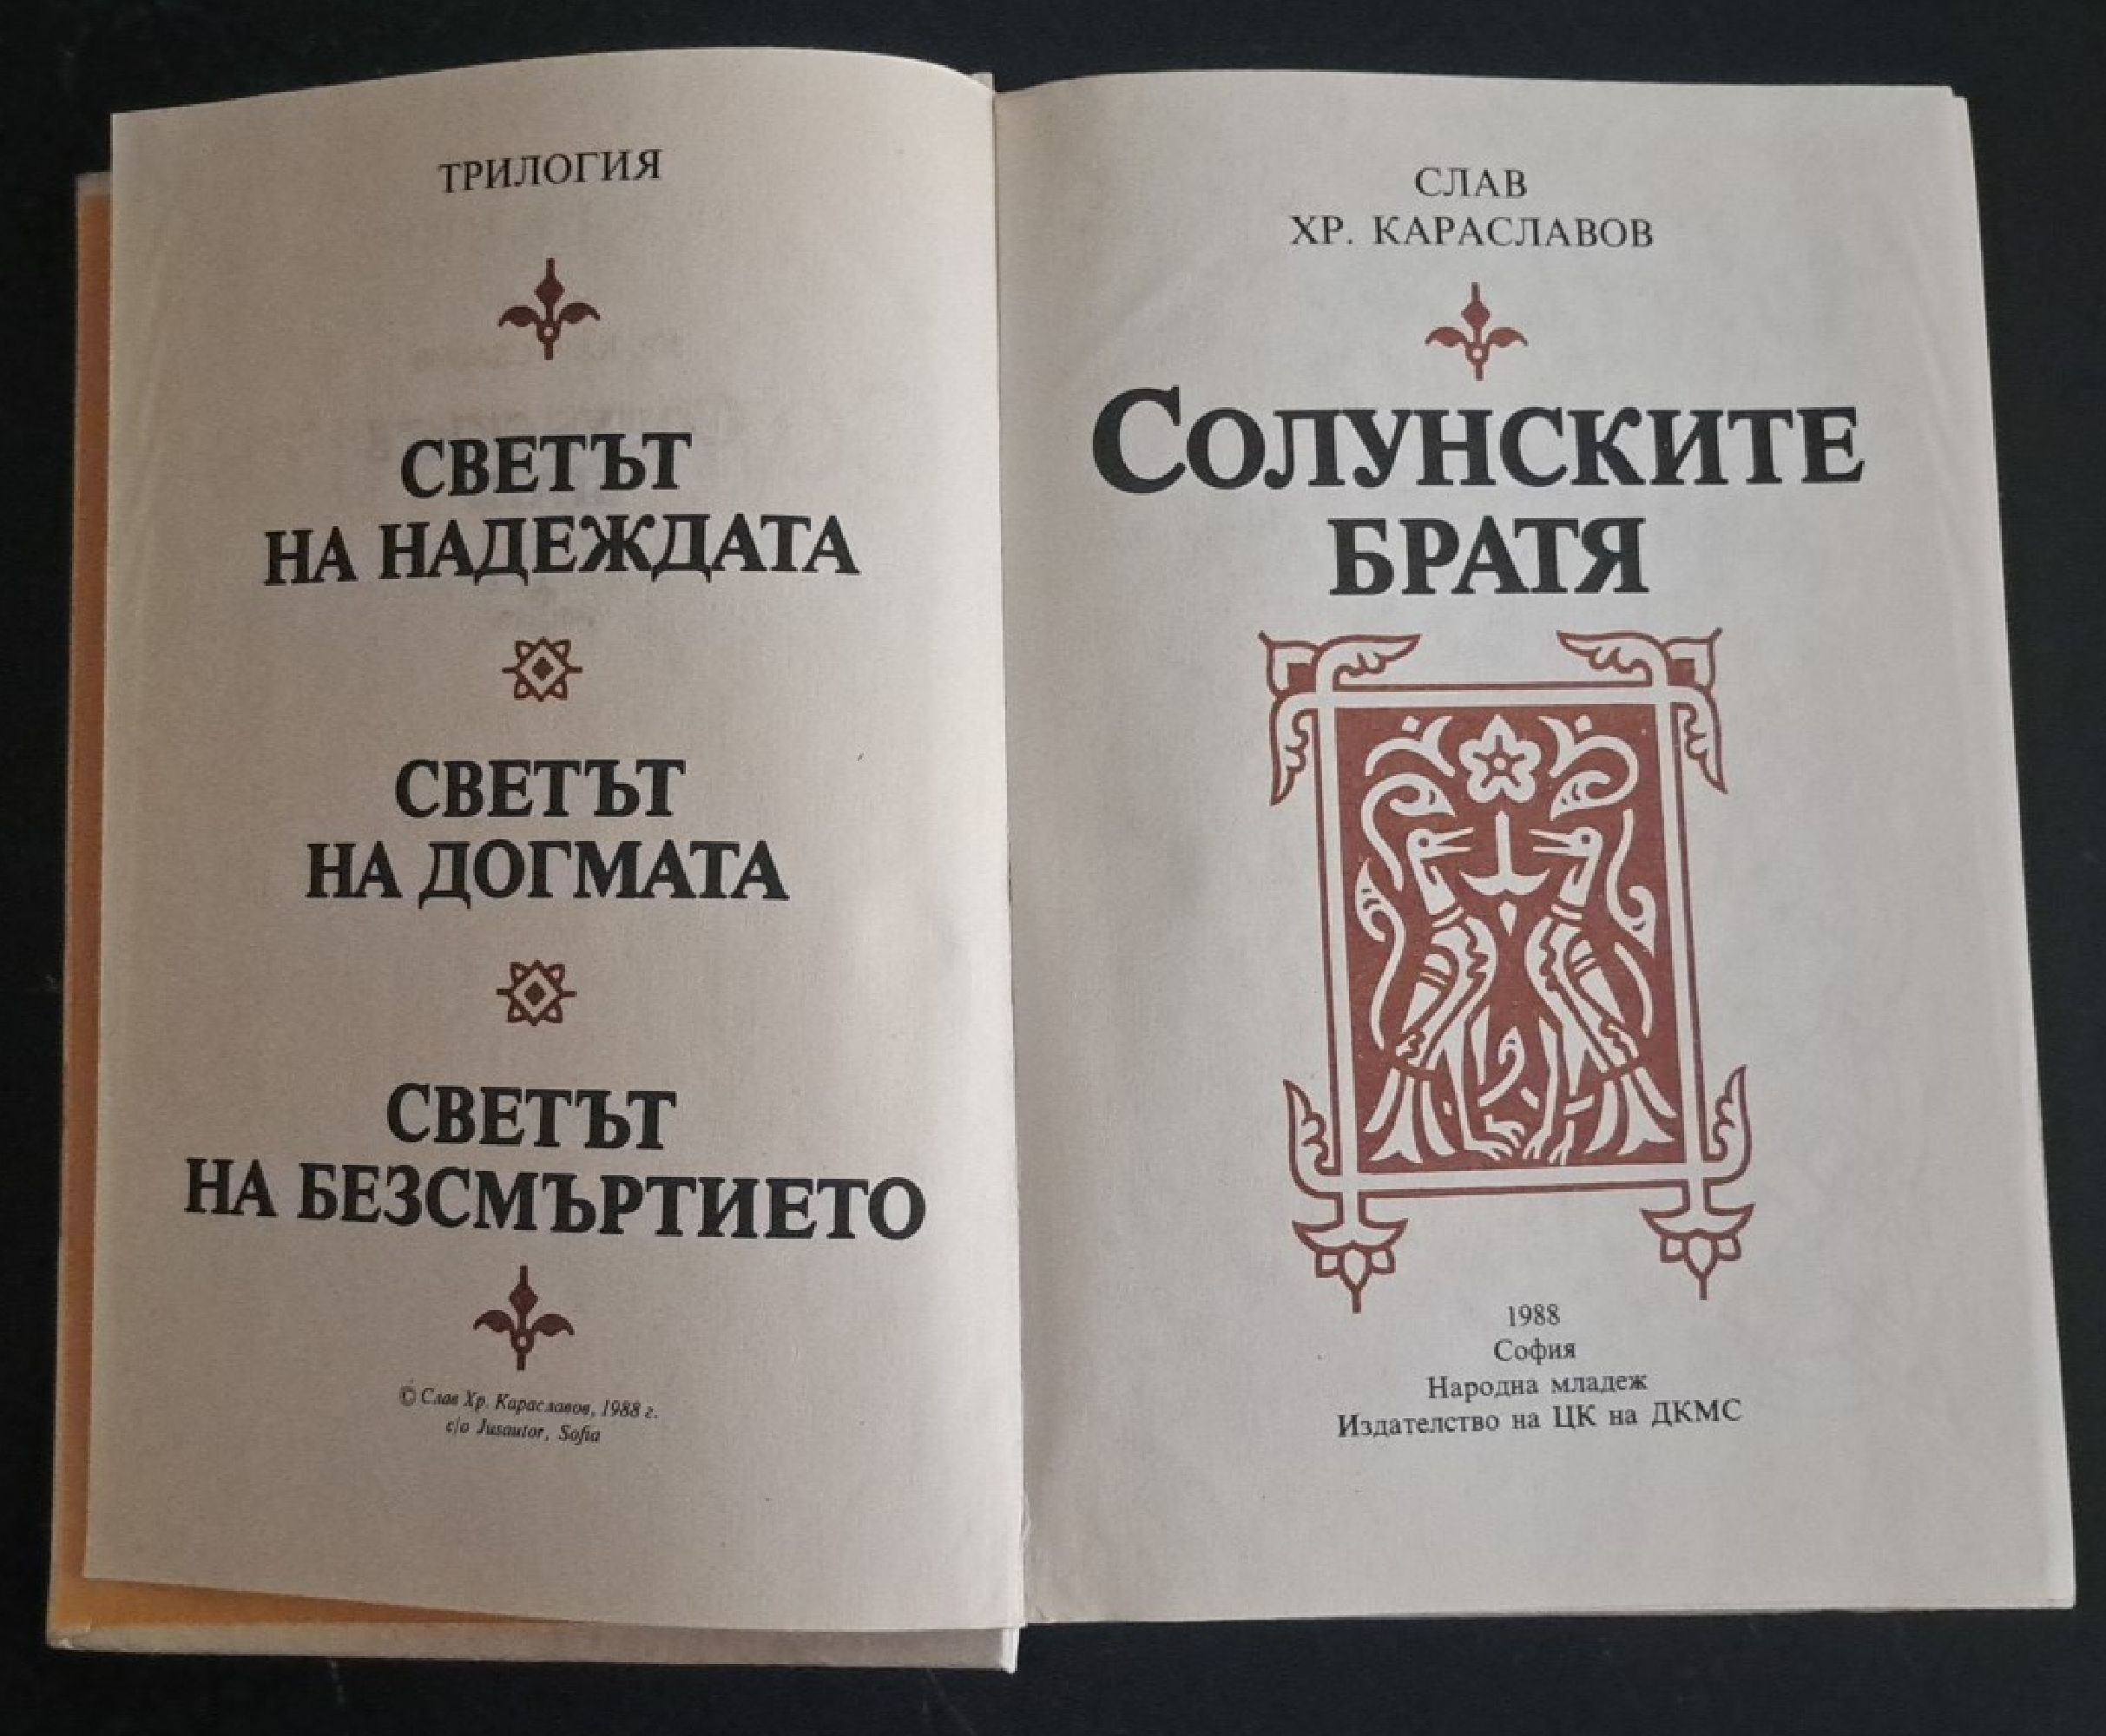 ТРИЛОГИЯ
СВЕТЪТ
НА НАДЕЖДАТА
СВЕТЪТ
НА ДОГМАТА
СВЕТЪТ
НА БЕЗСМЪРТИЕТО
© Слав Хр. Караславов, 1988 г.
c/o Jusautor, Sofia
СЛАВ
ХР. КАРАСЛАВОВ
СОЛУНСКИТЕ
БРАТЯ
1988
София
Народна младеж
Издателство на ЦК на ДКМС